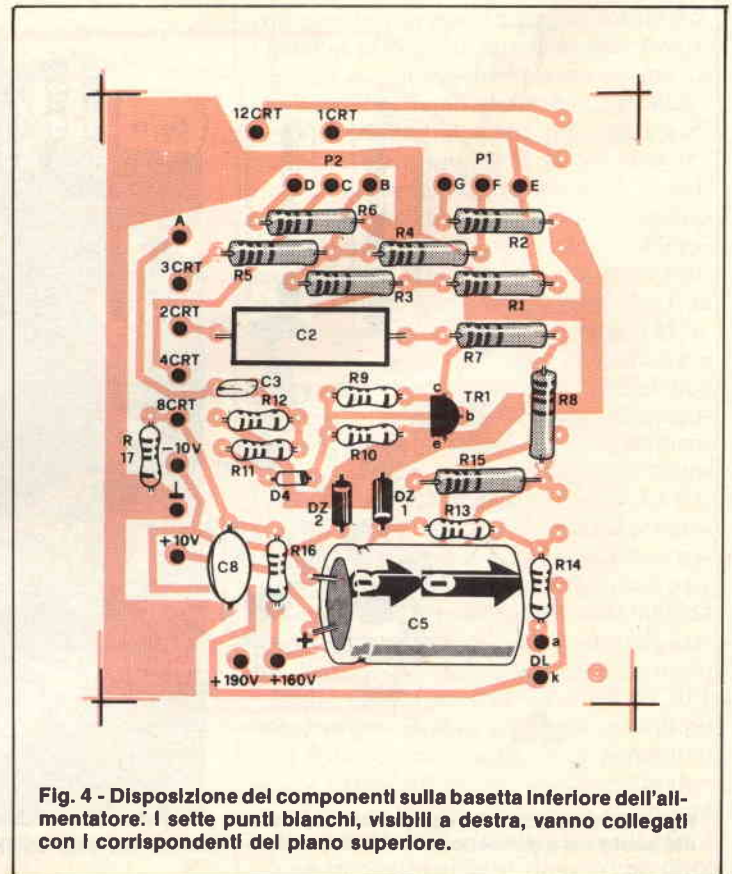 12CRT 1CRT
P2 P1
D C B G F E
A
R6 R4 R2
R5
3CRT
R3 R1
2CRT
C2
R7
4CRT
C3
R9
TR1
R8
8CRT
R12
c
b
e
R
17
R10
-10V
R11
R15
D4
DZ
2
DZ
1
R13
+10V
C8
R16
R14
C5
+
a
DL
k
+190V +160V
Fig. 4 - Disposizione dei componenti sulla basetta inferiore dell'ali-
mentatore. I sette punti bianchi, visibili a destra, vanno collegati
con i corrispondenti del piano superiore.